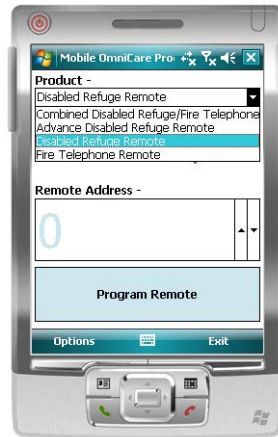 Mobile OmniCare Pro
Product -
Disabled Refuge Remote
Combined Disabled Refuge/Fire Telephone
Advance Disabled Refuge Remote
Disabled Refuge Remote
Fire Telephone Remote
Remote Address -
0
Program Remote
Options
Exit